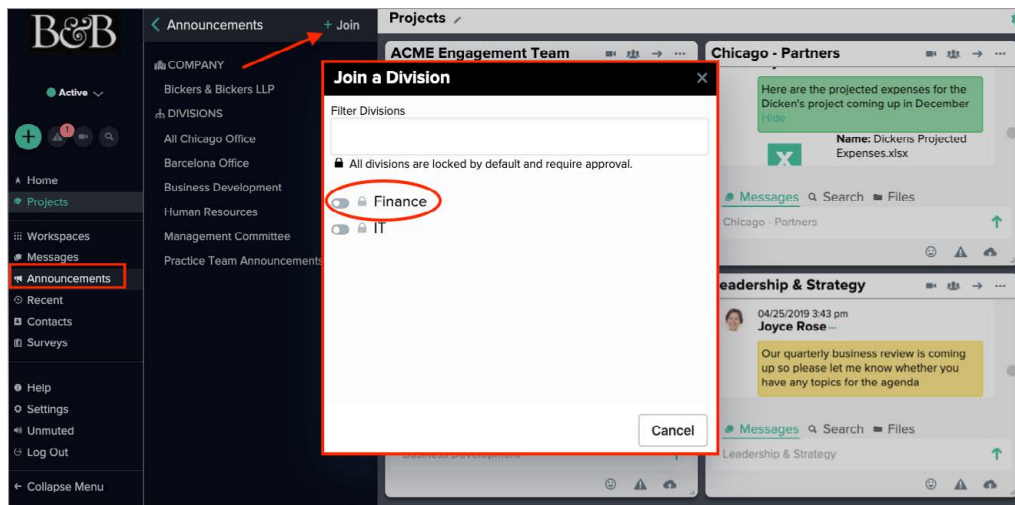 B&B
Active
1
Home
Projects
Workspaces
Messages
Announcements
Recent
Contacts
Surveys
Help
Settings
Unmuted
Log Out
Collapse Menu
Announcements
+ Join
COMPANY
Bickers & Bickers LLP
DIVISIONS
All Chicago Office
Barcelona Office
Business Development
Human Resources
Management Committee
Practice Team Announcements
Projects
ACME Engagement Team
Join a Division
Filter Divisions
All divisions are locked by default and require approval.
Finance
IT
Cancel
Business Development
Chicago - Partners
Here are the projected expenses for the
Dicken's project coming up in December
Hide
Name: Dickens Projected
Expenses.xlsx
X
Messages Search Files
Chicago - Partners
eadership & Strategy
04/25/2019 3:43 pm
Joyce Rose
Our quarterly business review is coming
up so please let me know whether you
have any topics for the agenda
Messages Search Files
Leadership & Strategy